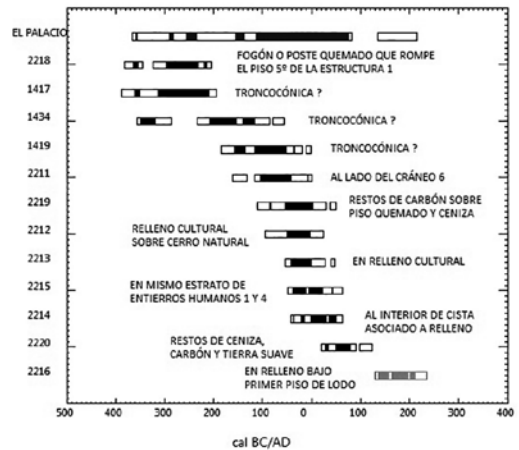 EL PALACIO
2218
FOGÓN O POSTE QUEMADO QUE ROMPE
EL PISO 5º DE LA ESTRUCTURA 1
1417
TRONCOCÓNICA ?
1434
TRONCOCÓNICA ?
1419
TRONCOCÓNICA ?
2211
AL LADO DEL CRÁNEO 6
2219
RESTOS DE CARBÓN SOBRE
PISO QUEMADO Y CENIZA
RELLENO CULTURAL
SOBRE CERRO NATURAL
2212
2213
EN RELLENO CULTURAL
EN MISMO ESTRATO DE
ENTIERROS HUMANOS 1 Y 4
2215
2214
AL INTERIOR DE CISTA
ASOCIADO A RELLENO
RESTOS DE CENIZA,
CARBÓN Y TIERRA SUAVE
2220
2216
EN RELLENO BAJO
PRIMER PISO DE LODO
500 400 300 200 100 0 100 200 300 400
cal BC/AD